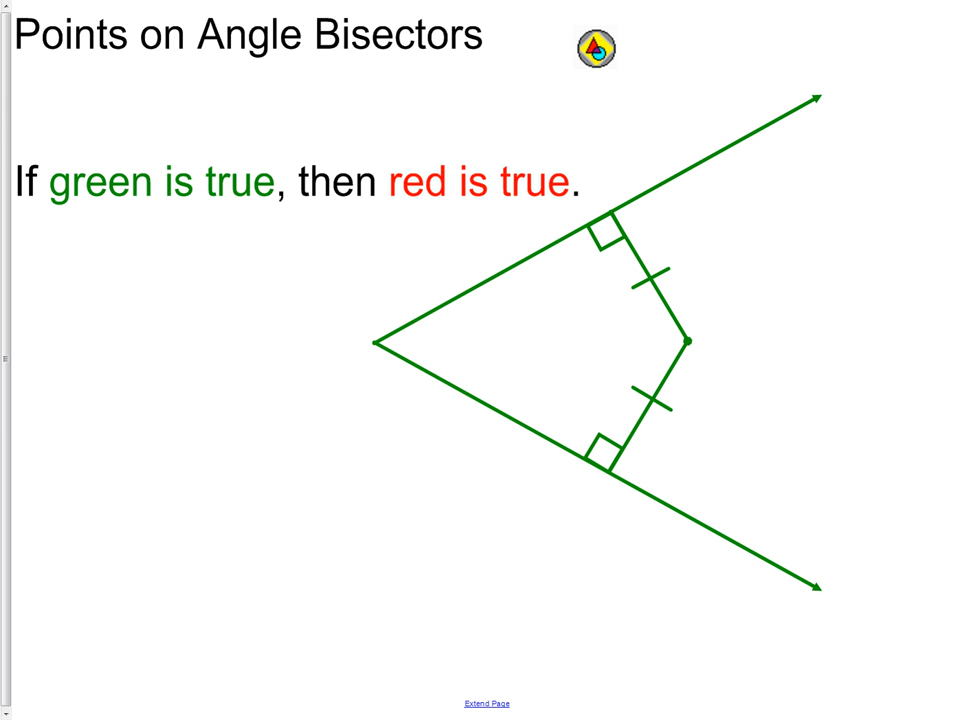 Points on Angle Bisectors
If green is true, then red is true.
Extend Page